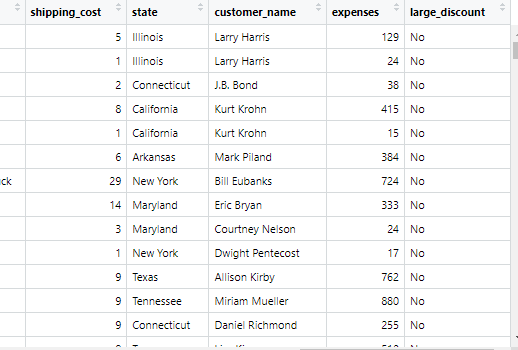 shipping_cost state customer_name expenses large_discount
5 Illinois Larry Harris 129 No
1 Illinois Larry Harris 24 No
2 Connecticut J.B. Bond 38 No
8 California Kurt Krohn 415 No
1 California Kurt Krohn 15 No
6 Arkansas Mark Piland 384 No
ck 29 New York Bill Eubanks 724 No
14 Maryland Eric Bryan 333 No
3 Maryland Courtney Nelson 24 No
1 New York Dwight Pentecost 17 No
9 Texas Allison Kirby 762 No
9 Tennessee Miriam Mueller 880 No
9 Connecticut Daniel Richmond 255 No